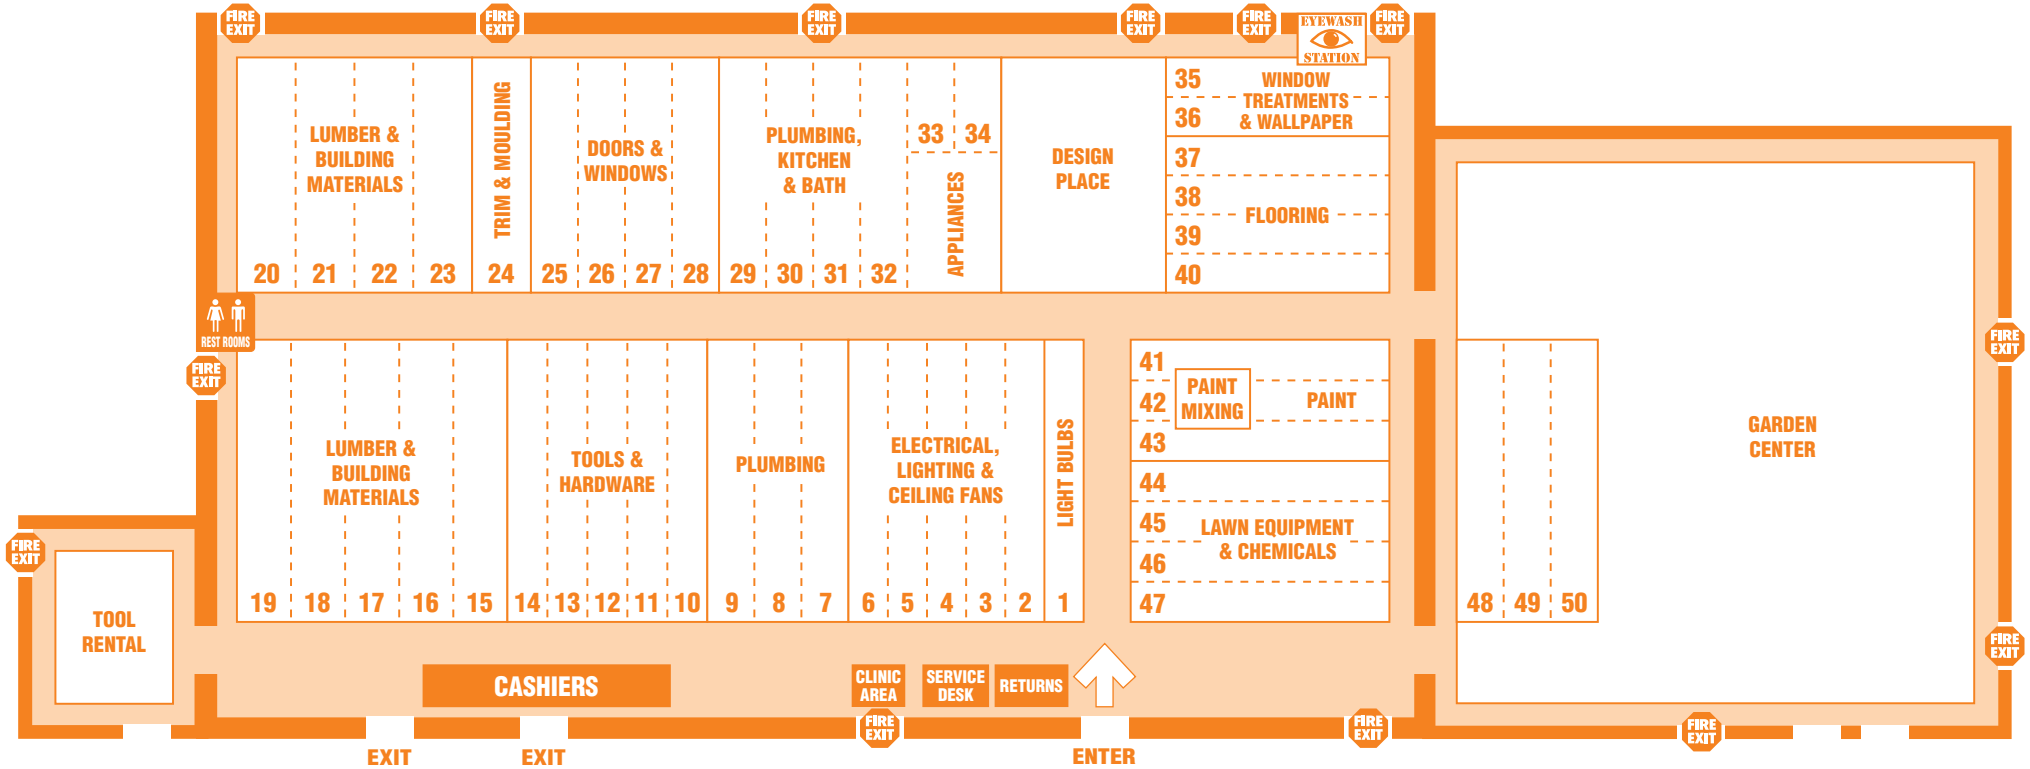 FIRE
EXIT
FIRE
EXIT
FIRE
EXIT
FIRE
EXIT
FIRE
EXIT
EYEWASH
STATION
FIRE
EXIT
LUMBER &
BUILDING
MATERIALS
20
21
22
23
TRIM & MOULDING
24
DOORS &
WINDOWS
25
26
27
28
PLUMBING,
KITCHEN
& BATH
29
30
31
32
33
34
APPLIANCES
DESIGN
PLACE
35
36
WINDOW
TREATMENTS
& WALLPAPER
37
38
39
40
FLOORING
REST ROOMS
FIRE
EXIT
LUMBER &
BUILDING
MATERIALS
19
18
17
16
15
TOOLS &
HARDWARE
14
13
12
11
10
PLUMBING
9
8
7
ELECTRICAL,
LIGHTING &
CEILING FANS
6
5
4
3
2
LIGHT BULBS
1
41
42
43
PAINT
MIXING
PAINT
44
45
46
47
LAWN EQUIPMENT
& CHEMICALS
48
49
50
GARDEN
CENTER
FIRE
EXIT
FIRE
EXIT
FIRE
EXIT
TOOL
RENTAL
CASHIERS
CLINIC
AREA
SERVICE
DESK
RETURNS
FIRE
EXIT
FIRE
EXIT
FIRE
EXIT
EXIT
EXIT
ENTER